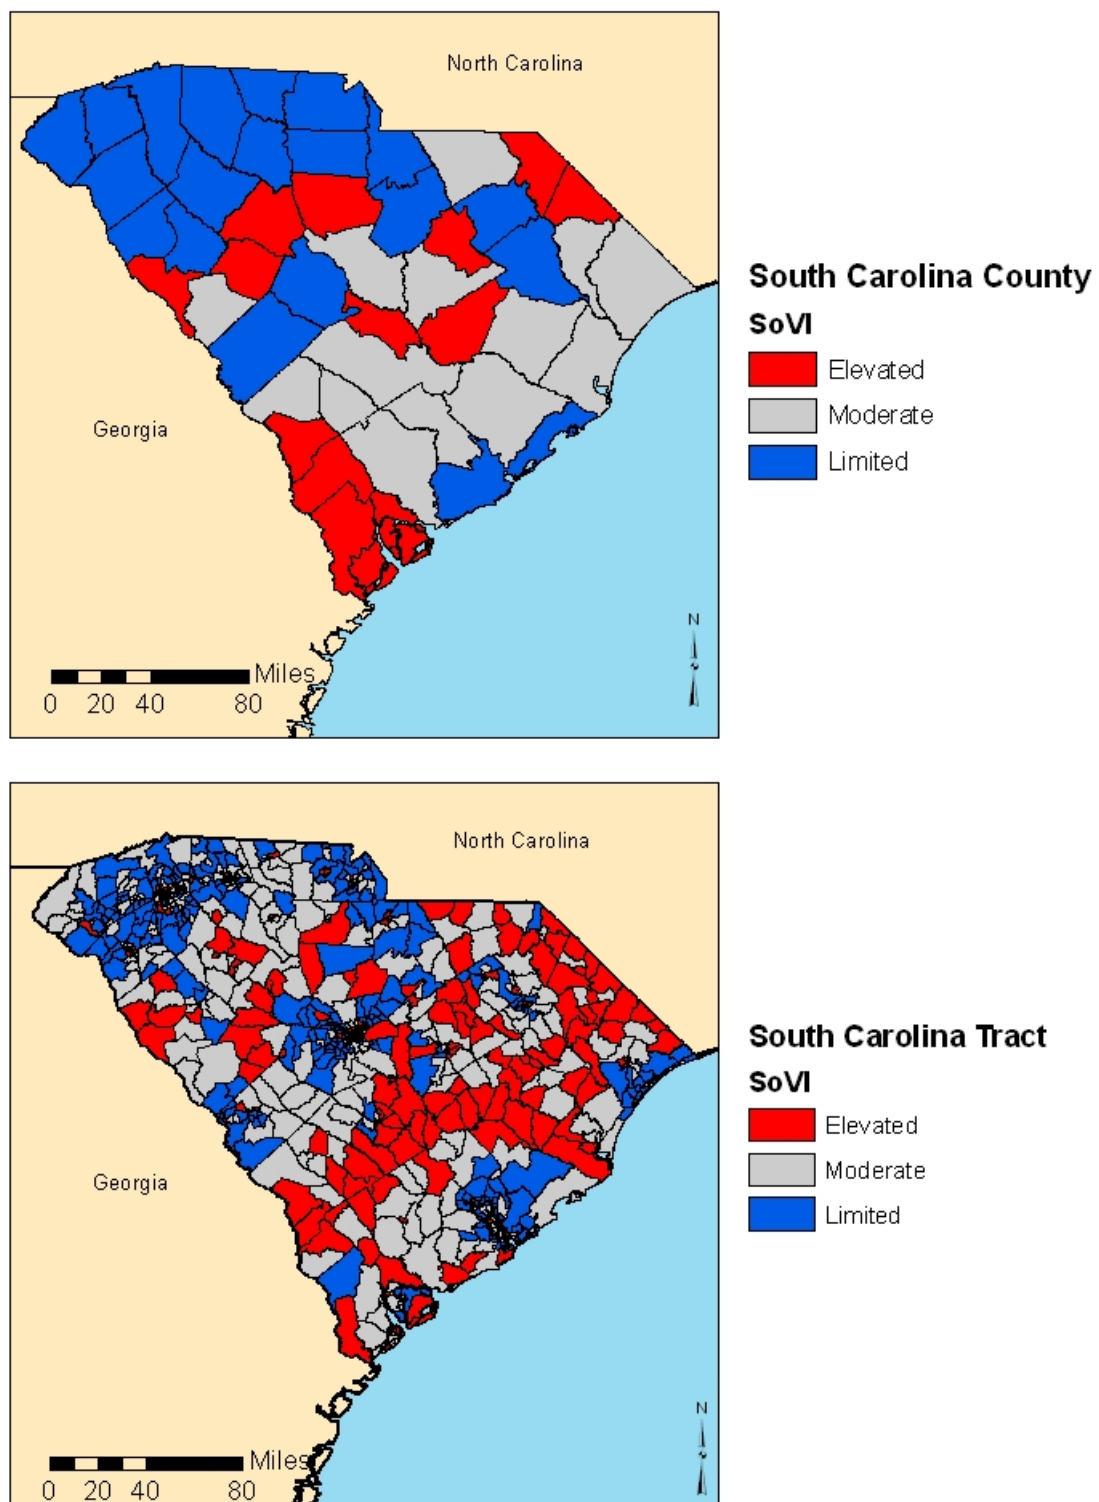 North Carolina
South Carolina County
SoVI
Elevated
Moderate
Georgia
Limited
N
Miles
0 20 40 80
North Carolina
South Carolina Tract
SoVI
Elevated
Moderate
Georgia
Limited
N
Miles
0 20 40 80